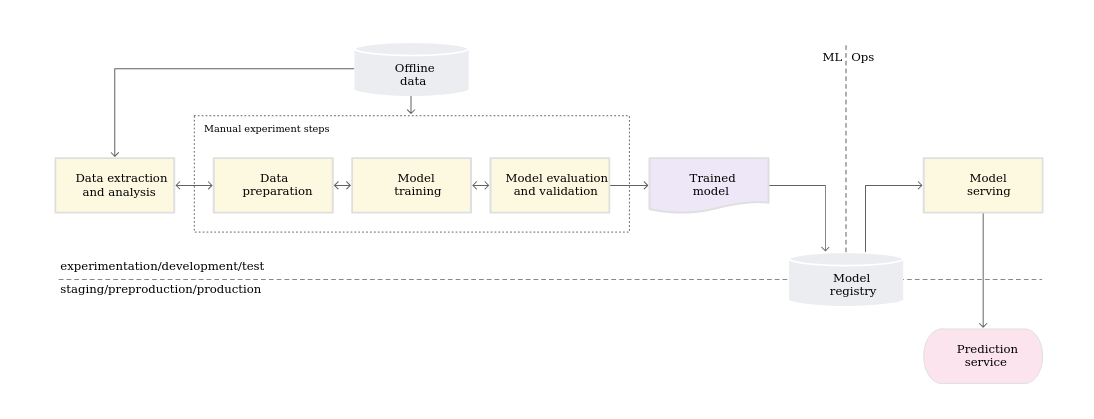 Offline
data
ML
Ops
Manual experiment steps
Data extraction
and analysis
Data
preparation
Model
training
Model evaluation
and validation
Trained
model
Model
serving
experimentation/development/test
staging/preproduction/production
Model
registry
Prediction
service